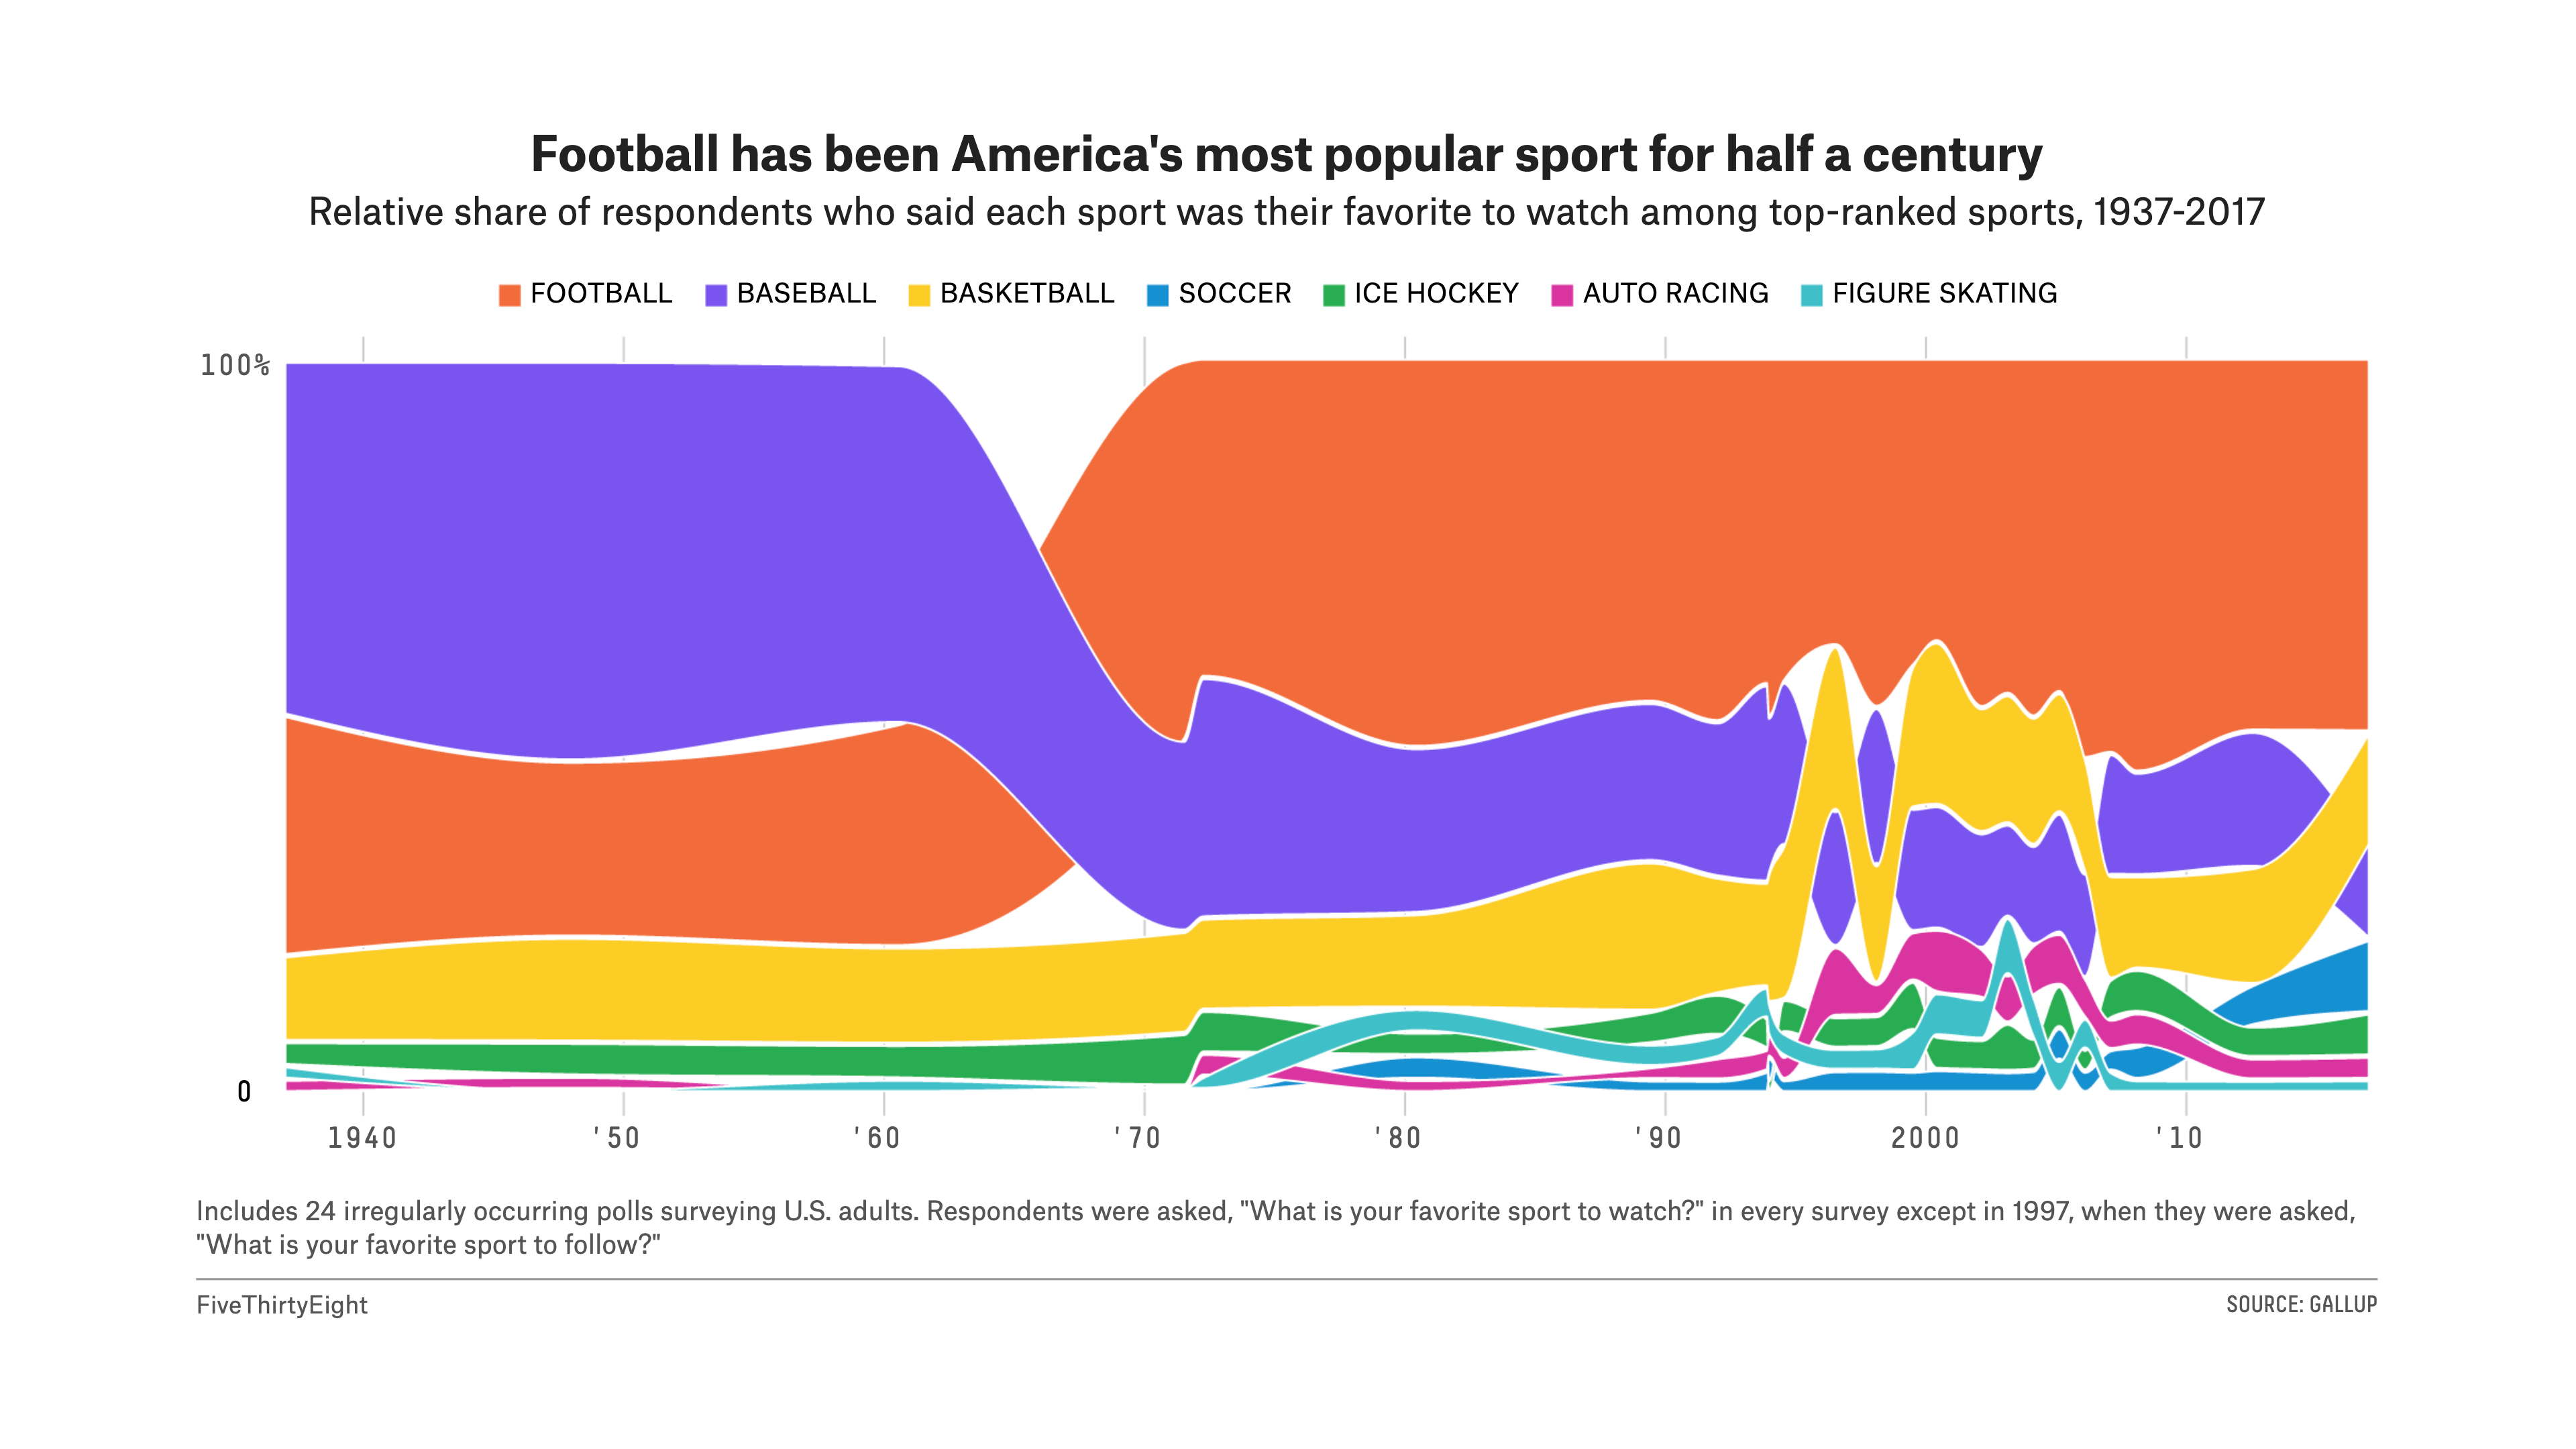 Football has been America's most popular sport for half a century
Relative share of respondents who said each sport was their favorite to watch among top-ranked sports, 1937-2017
FOOTBALL BASEBALL BASKETBALL SOCCER ICE HOCKEY AUTO RACING FIGURE SKATING
100%
0
1940 '50 '60 '70 '80 '90 2000 '10
Includes 24 irregularly occurring polls surveying U.S. adults. Respondents were asked, "What is your favorite sport to watch?" in every survey except in 1997, when they were asked,
"What is your favorite sport to follow?"
FiveThirtyEight SOURCE: GALLUP